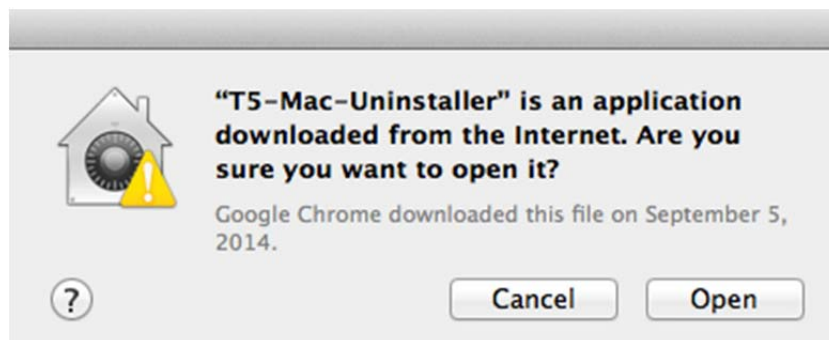 “T5-Mac-Uninstaller” is an application
downloaded from the Internet. Are you
sure you want to open it?
Google Chrome downloaded this file on September 5,
2014.
?
Cancel
Open